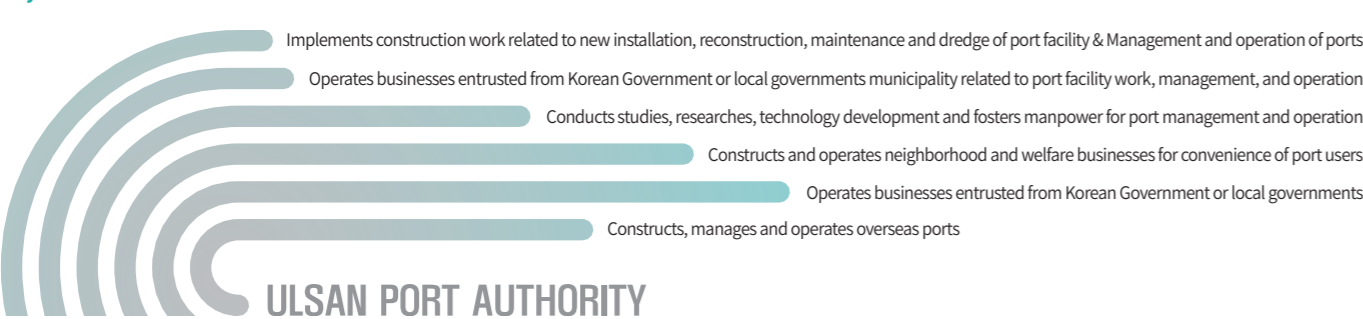 Implements construction work related to new installation, reconstruction, maintenance and dredge of port facility & Management and operation of ports
Operates businesses entrusted from Korean Government or local governments municipality related to port facility work, management, and operation
Conducts studies, researches, technology development and fosters manpower for port management and operation
Constructs and operates neighborhood and welfare businesses for convenience of port users
Operates businesses entrusted from Korean Government or local governments
Constructs, manages and operates overseas ports
ULSAN PORT AUTHORITY